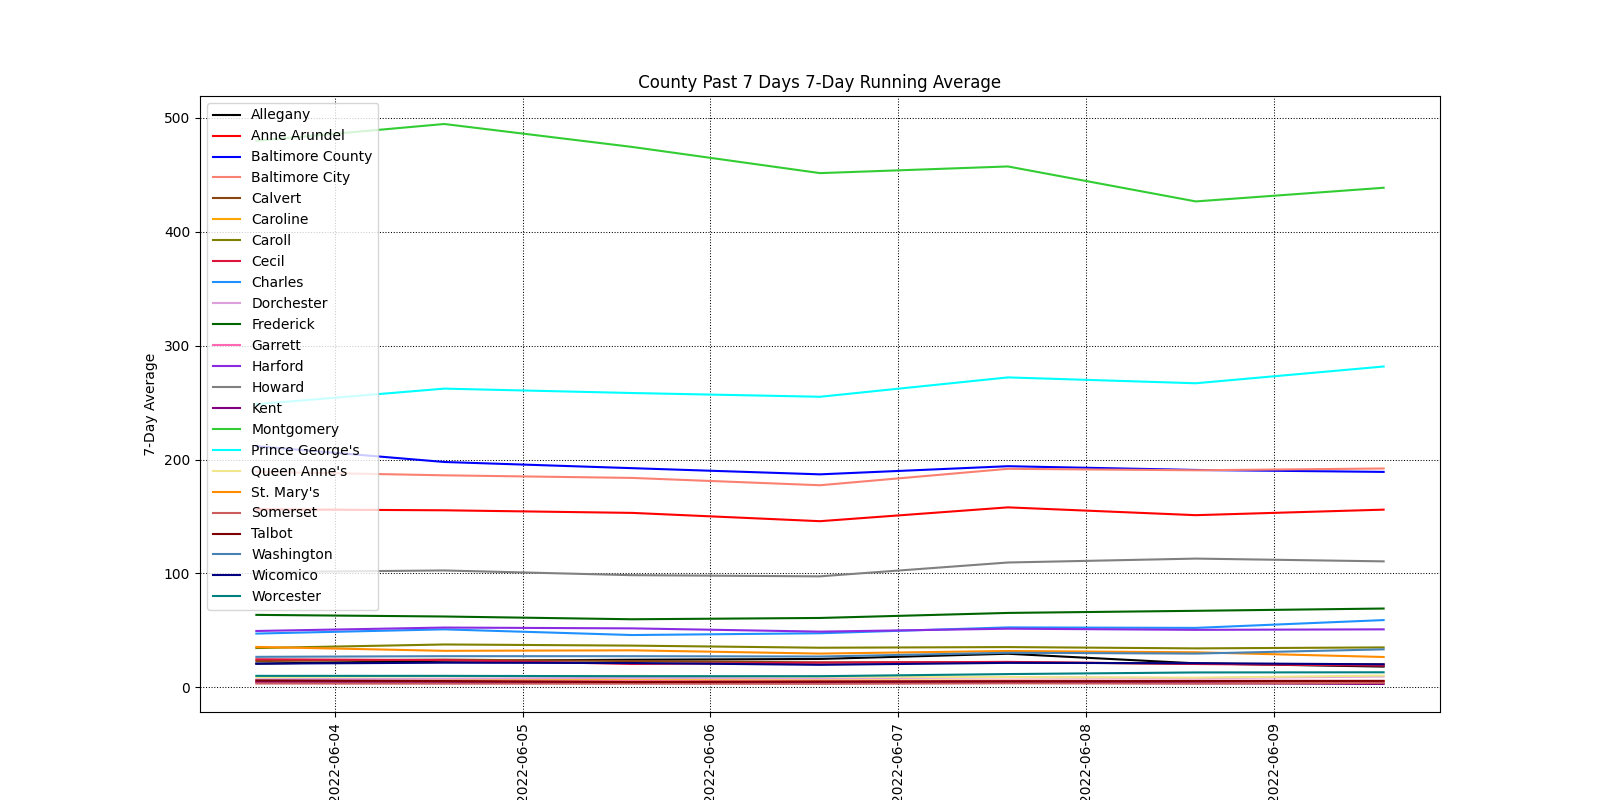 County Past 7 Days 7-Day Running Average
7-Day Average
500
400
300
200
100
0
Allegany
Anne Arundel
Baltimore County
Baltimore City
Calvert
Caroline
Caroll
Cecil
Charles
Dorchester
Frederick
Garrett
Harford
Howard
Kent
Montgomery
Prince George's
Queen Anne's
St. Mary's
Somerset
Talbot
Washington
Wicomico
Worcester
2022-06-04
2022-06-05
2022-06-06
2022-06-07
2022-06-08
2022-06-09